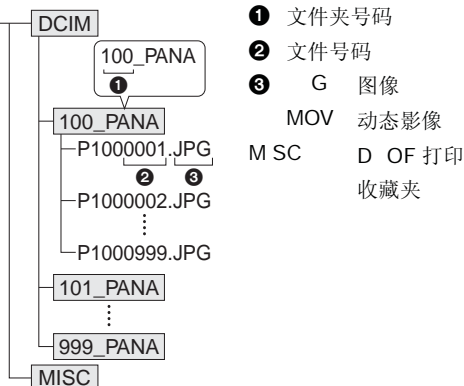 DCIM
100_PANA
❶
100_PANA
P1000001.JPG
❷ ❸
P1000002.JPG
P1000999.JPG
101_PANA
999_PANA
MISC
❶ 文件夹号码
❷ 文件号码
❸ G 图像
MOV 动态影像
M SC D OF 打印
收藏夹